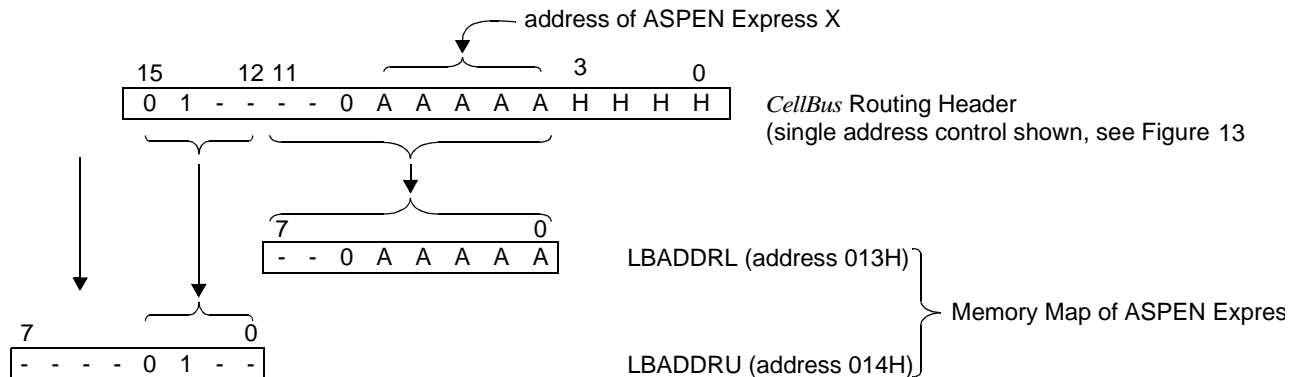 address of ASPEN Express X
15 12 11 3 0
0 1 - - - - 0 A A A A A H H H H
CellBus Routing Header
(single address control shown, see Figure 13
7 0
- - 0 A A A A A
LBADDRL (address 013H)
Memory Map of ASPEN Expres
7 0
- - - - 0 1 - -
LBADDRU (address 014H)